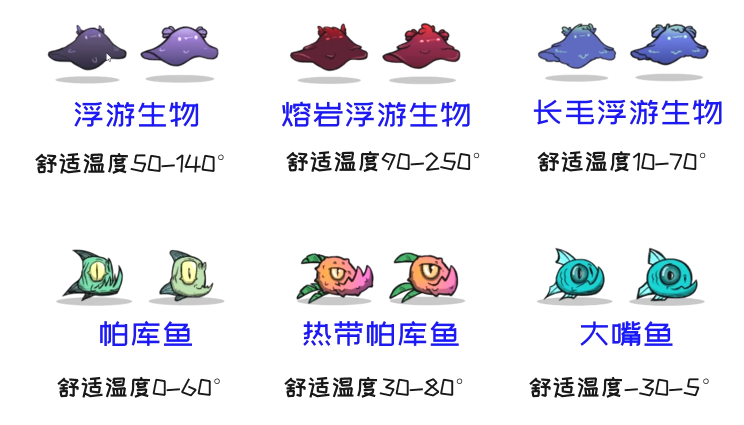 浮游生物
熔岩浮游生物
长毛浮游生物
舒适温度50-140°
舒适温度90-250°
舒适温度10-70°
帕库鱼
热带帕库鱼
大嘴鱼
舒适温度0-60°
舒适温度30-80°
舒适温度-30-5°